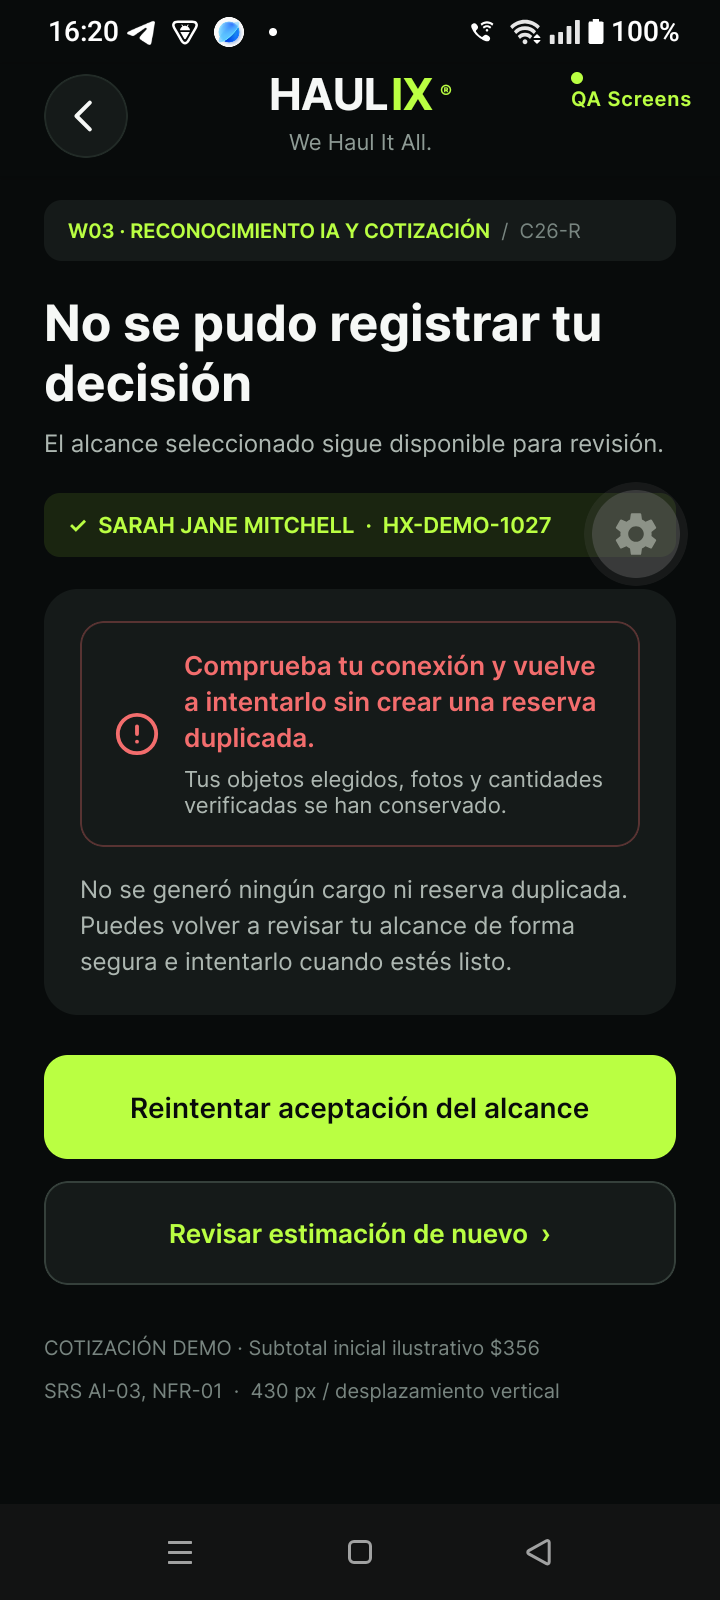 16:20
100%
HAULIX ®
We Haul It All.
QA Screens
W03 · RECONOCIMIENTO IA Y COTIZACIÓN / C26-R
No se pudo registrar tu
decisión
El alcance seleccionado sigue disponible para revisión.
✓ SARAH JANE MITCHELL · HX-DEMO-1027
Comprueba tu conexión y vuelve
a intentarlo sin crear una reserva
duplicada.
Tus objetos elegidos, fotos y cantidades
verificadas se han conservado.
No se generó ningún cargo ni reserva duplicada.
Puedes volver a revisar tu alcance de forma
segura e intentarlo cuando estés listo.
Reintentar aceptación del alcance
Revisar estimación de nuevo ›
COTIZACIÓN DEMO · Subtotal inicial ilustrativo $356
SRS AI-03, NFR-01 · 430 px / desplazamiento vertical